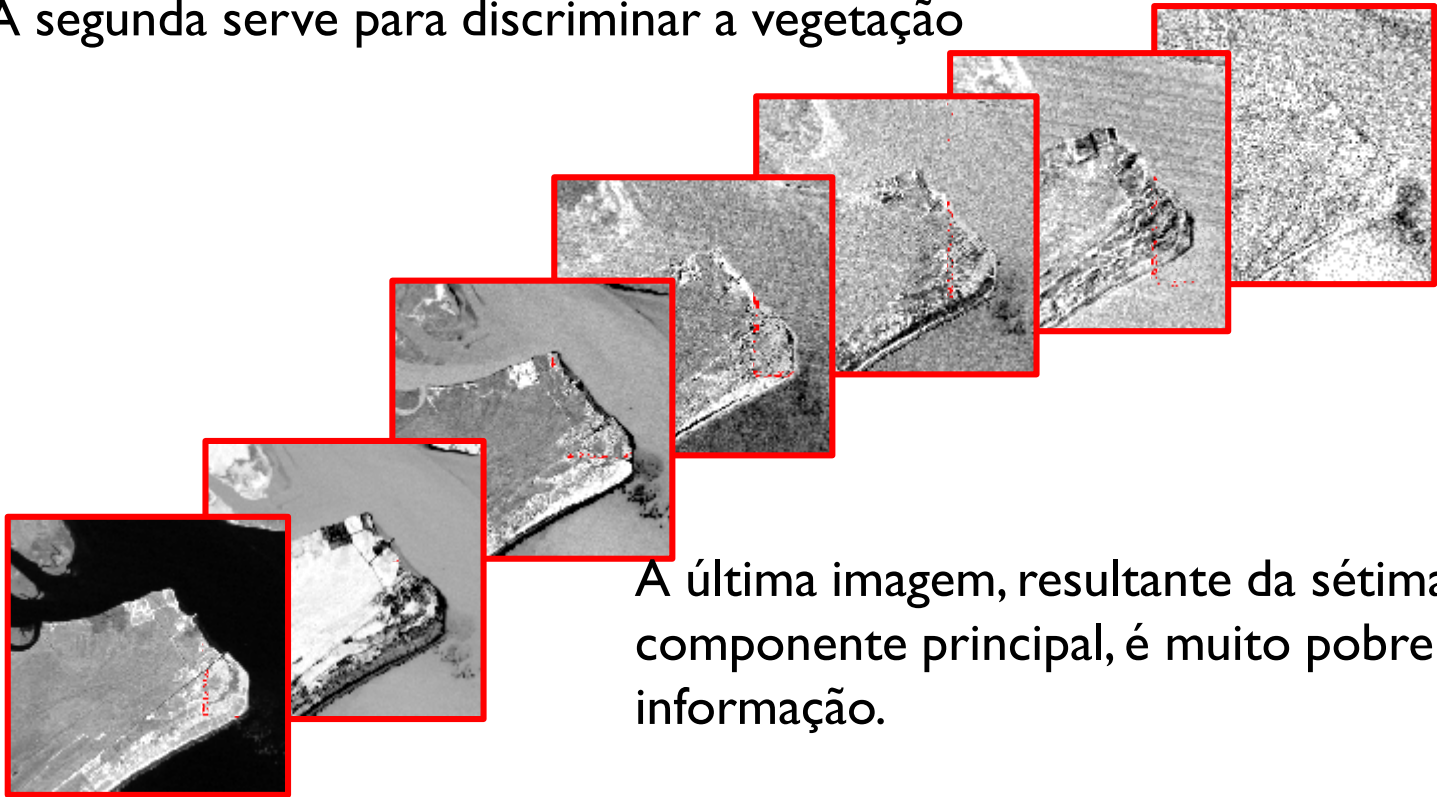 A segunda serve para discriminar a vegetação
A última imagem, resultante da sétima
componente principal, é muito pobre
informação.